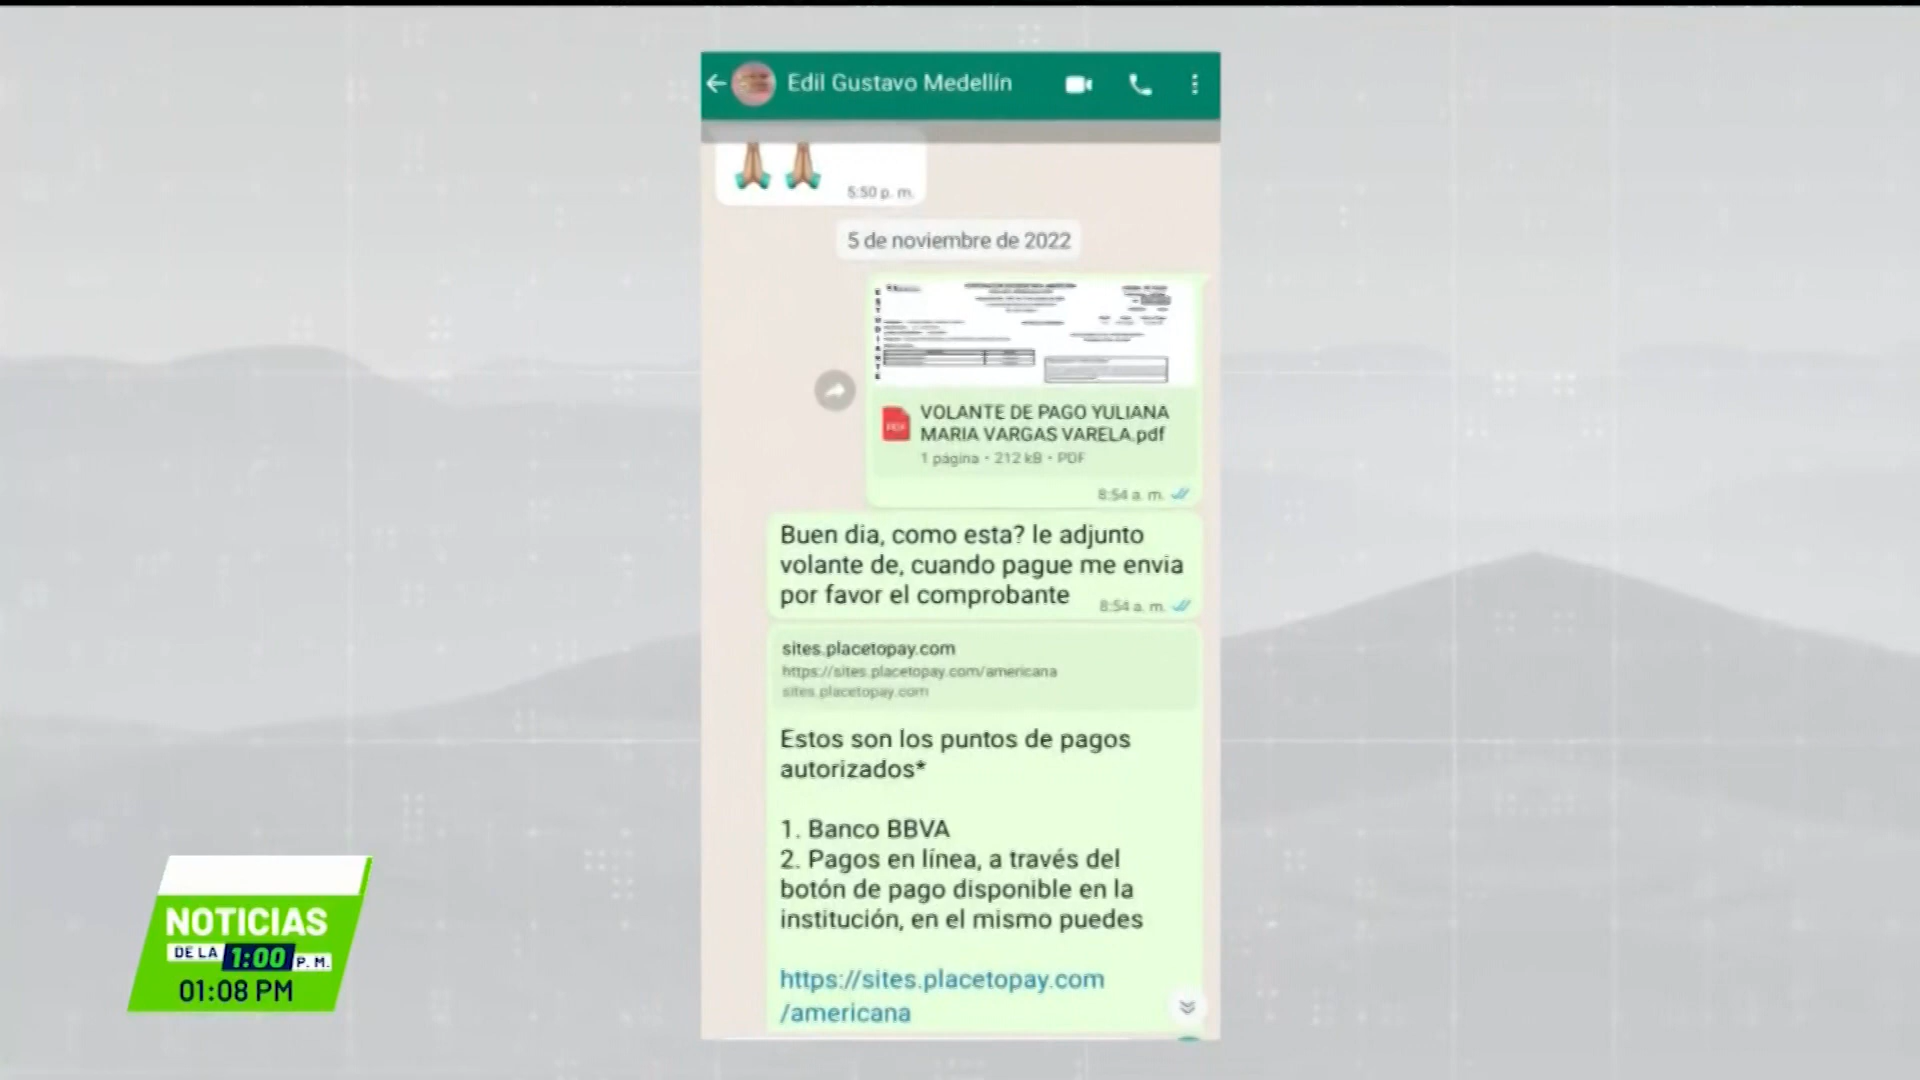 Edil Gustavo Medellín
5:50 p. m.
5 de noviembre de 2022
ESTUDIANTE
VOLANTE DE PAGO YULIANA
MARIA VARGAS VARELA.pdf
PDF
1 página • 212 kB • PDF
8:54 a. m.
Buen dia, como esta? le adjunto
volante de, cuando pague me envia
por favor el comprobante
8:54 a. m.
sites.placetopay.com
https://sites.placetopay.com/americana
sites.placetopay.com
Estos son los puntos de pagos
autorizados*
1. Banco BBVA
2. Pagos en línea, a través del
botón de pago disponible en la
institución, en el mismo puedes
https://sites.placetopay.com
/americana
NOTICIAS
DE LA 1:00 P. M.
01:08 PM